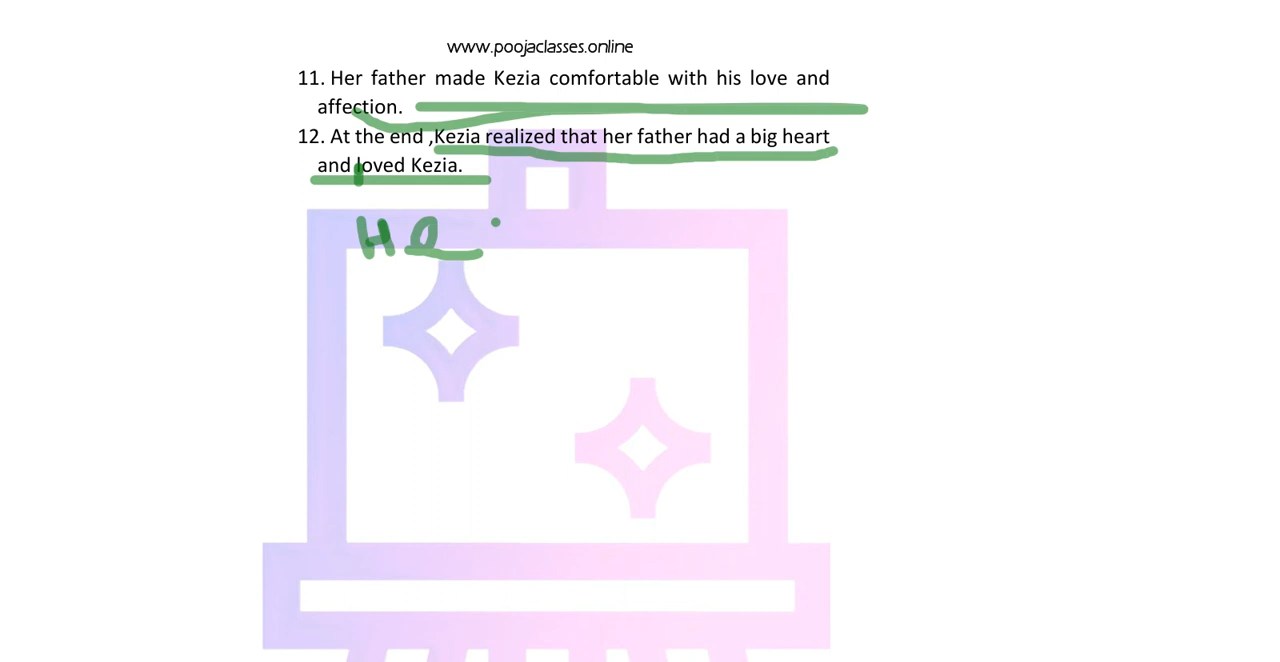 www.poojaclasses.online
11. Her father made Kezia comfortable with his love and
affection.
12. At the end ,Kezia realized that her father had a big heart
and loved Kezia.